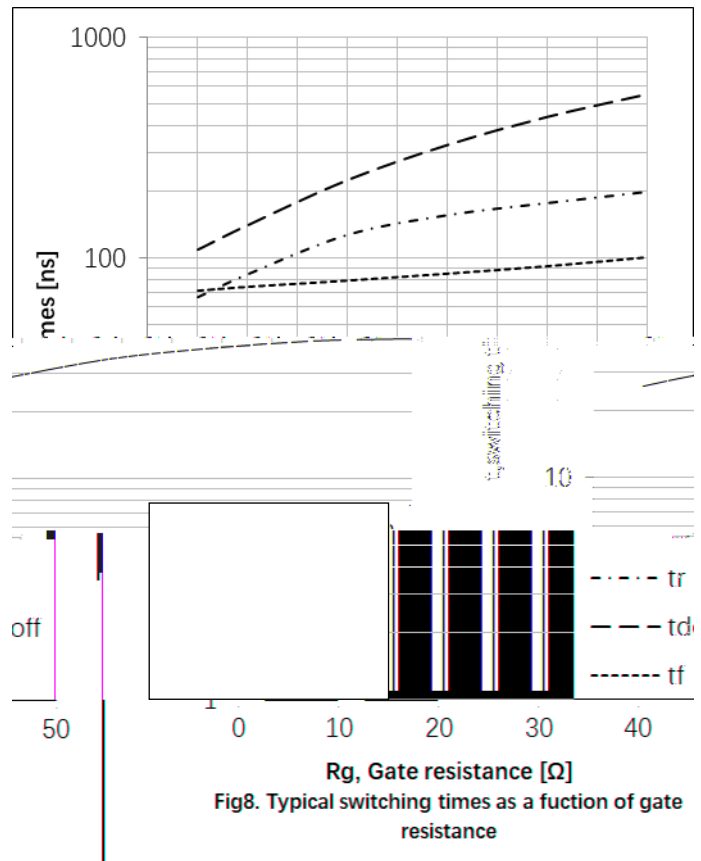 1000
100
mes [ns]
t,switching
10
tr
off
td
tf
1
50
0
10
20
30
40
Rg, Gate resistance [Ω]
Fig8. Typical switching times as a fuction of gate
resistance